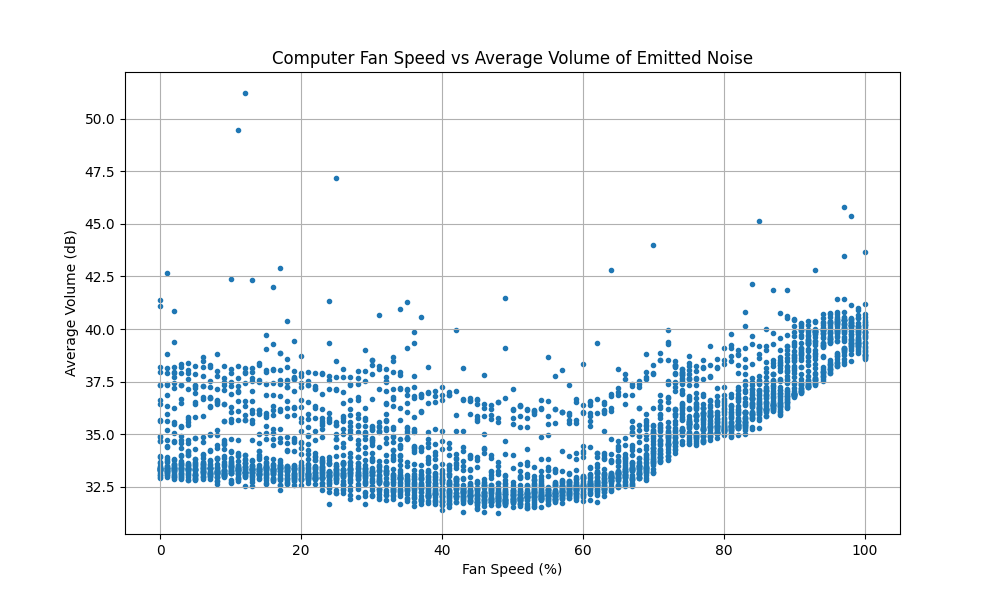 Computer Fan Speed vs Average Volume of Emitted Noise
50.0
47.5
45.0
42.5
40.0
37.5
35.0
32.5
Average Volume (dB)
0 20 40 60 80 100
Fan Speed (%)